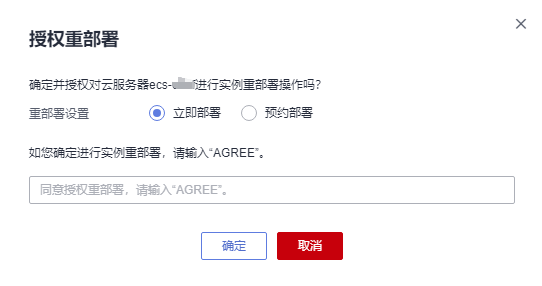 授权重部署
确定并授权对云服务器ecs-进行实例重部署操作吗？
重部署设置 立即部署 预约部署
如您确定进行实例重部署，请输入“AGREE”。
同意授权重部署，请输入“AGREE”。
确定 取消